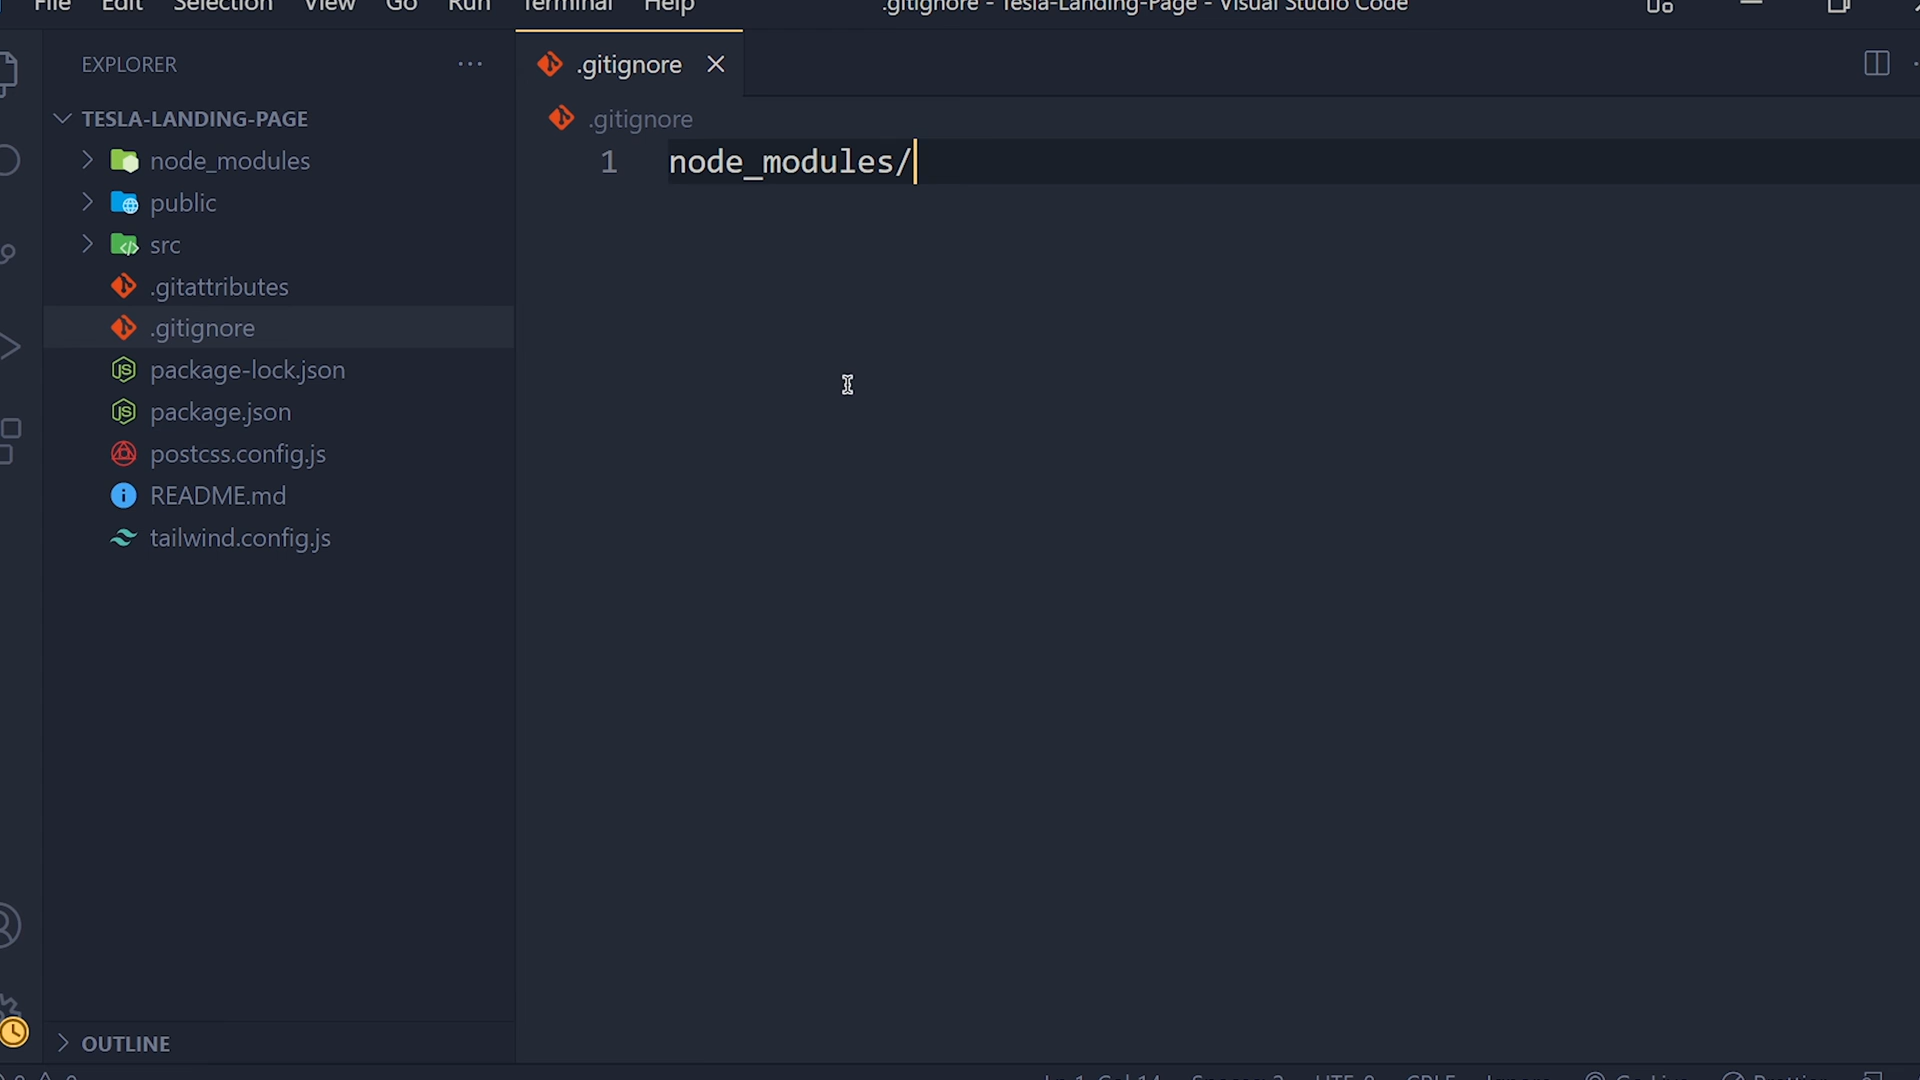 File Edit Selection View Go Run Terminal Help .gitignore - Tesla-Landing-Page - Visual Studio Code
EXPLORER
.gitignore
TESLA-LANDING-PAGE
.gitignore
node_modules
1 node_modules/
public
src
.gitattributes
.gitignore
package-lock.json
package.json
postcss.config.js
README.md
tailwind.config.js
OUTLINE